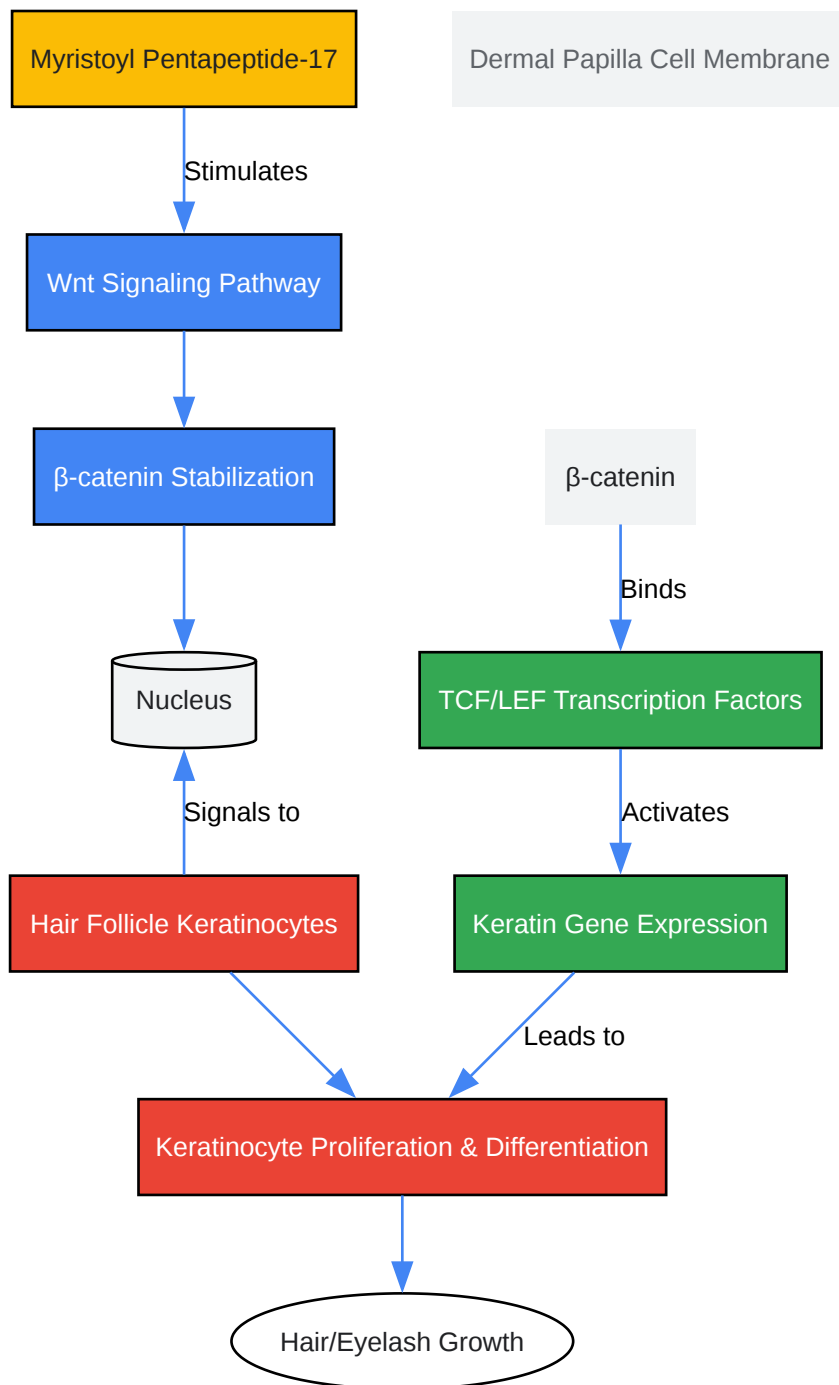 Myristoyl Pentapeptide-17
Dermal Papilla Cell Membrane
Stimulates
Wnt Signaling Pathway
β-catenin Stabilization
β-catenin
Binds
Nucleus
TCF/LEF Transcription Factors
Signals to
Activates
Hair Follicle Keratinocytes
Keratin Gene Expression
Leads to
Keratinocyte Proliferation & Differentiation
Hair/Eyelash Growth